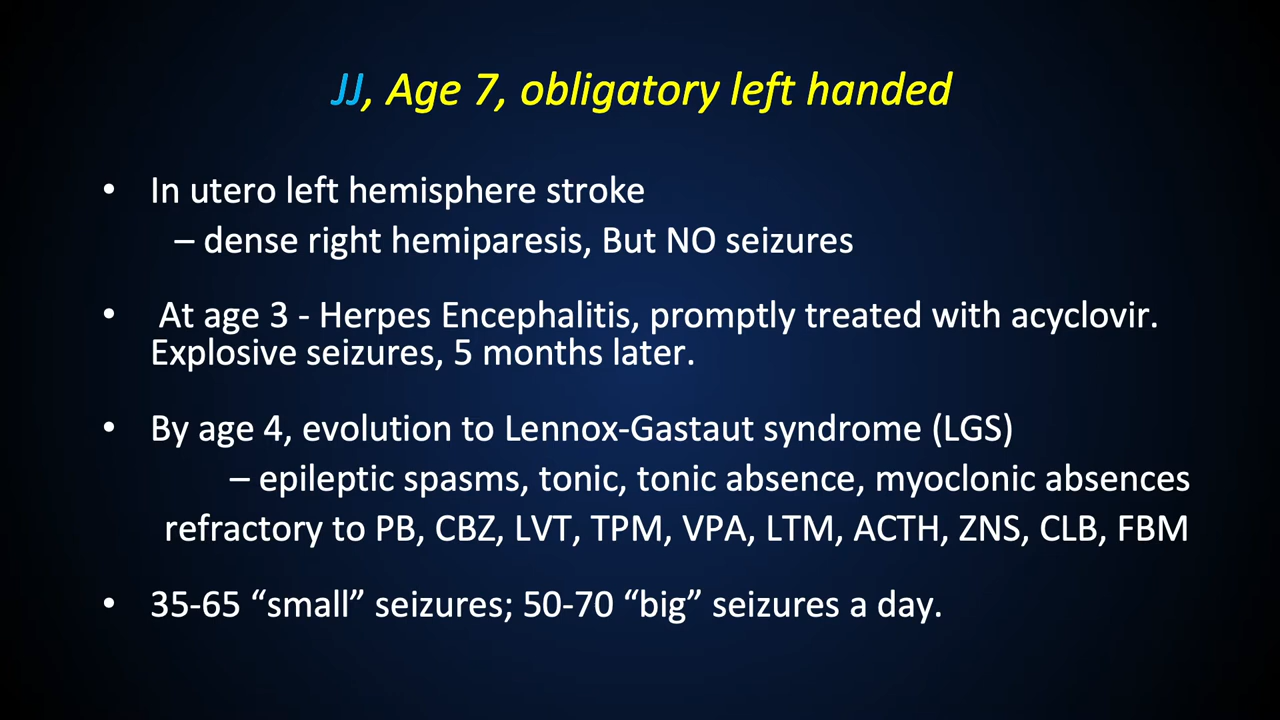 JJ, Age 7, obligatory left handed
• In utero left hemisphere stroke
– dense right hemiparesis, But NO seizures
• At age 3 - Herpes Encephalitis, promptly treated with acyclovir.
Explosive seizures, 5 months later.
• By age 4, evolution to Lennox-Gastaut syndrome (LGS)
– epileptic spasms, tonic, tonic absence, myoclonic absences
refractory to PB, CBZ, LVT, TPM, VPA, LTM, ACTH, ZNS, CLB, FBM
• 35-65 “small” seizures; 50-70 “big” seizures a day.